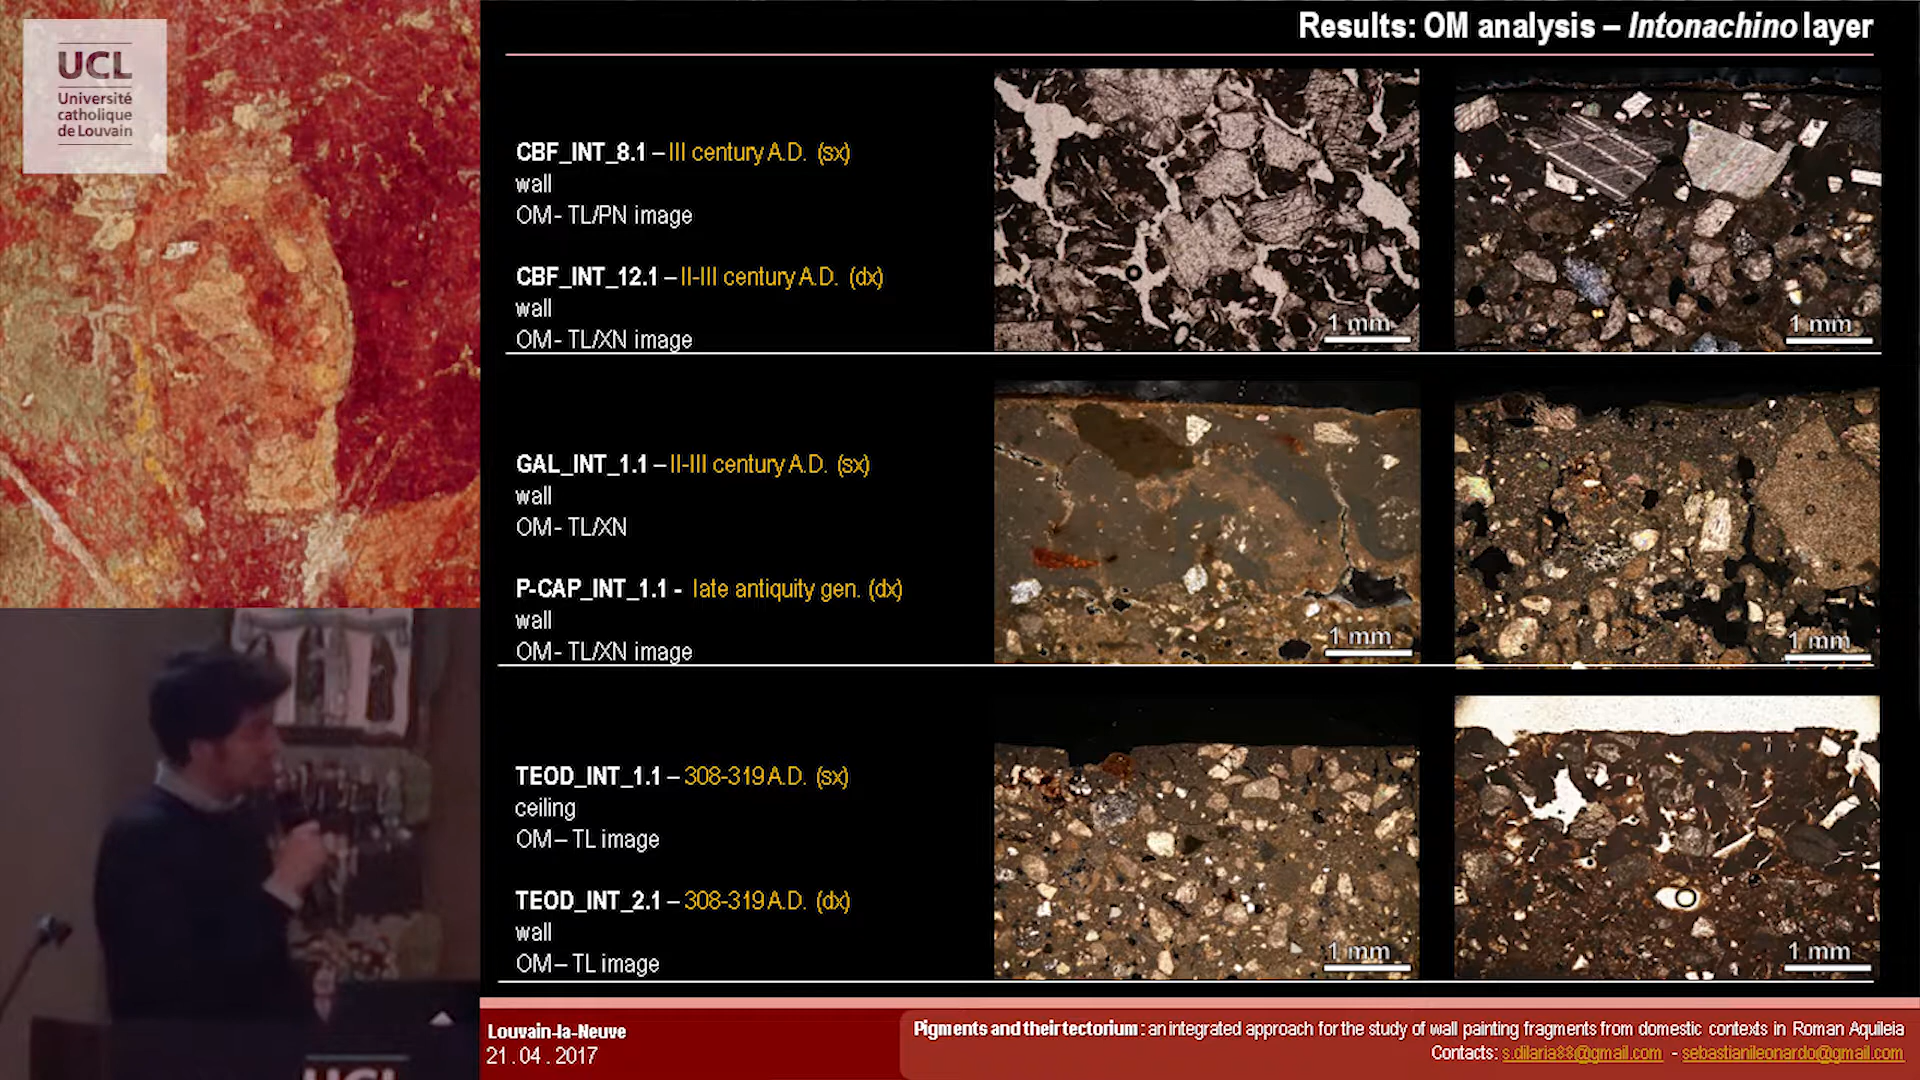 UCL
Université
catholique
de Louvain
Results: OM analysis – Intonachino layer
CBF_INT_8.1 – III century A.D. (sx)
wall
OM- TL/PN image
CBF_INT_12.1 – II-III century A.D. (dx)
wall
OM- TL/XN image
1 mm
1 mm
GAL_INT_1.1 – II-III century A.D. (sx)
wall
OM- TL/XN
P-CAP_INT_1.1 - late antiquity gen. (dx)
wall
OM- TL/XN image
1 mm
1 mm
TEOD_INT_1.1 – 308-319 A.D. (sx)
ceiling
OM – TL image
TEOD_INT_2.1 – 308-319 A.D. (dx)
wall
OM – TL image
1 mm
1 mm
Louvain-la-Neuve
21.04.2017
Pigments and their tectorium : an integrated approach for the study of wall painting fragments from domestic contexts in Roman Aquileia
Contacts: s.dilaria88@gmail.com - sebastianileonardo@gmail.com
UCL